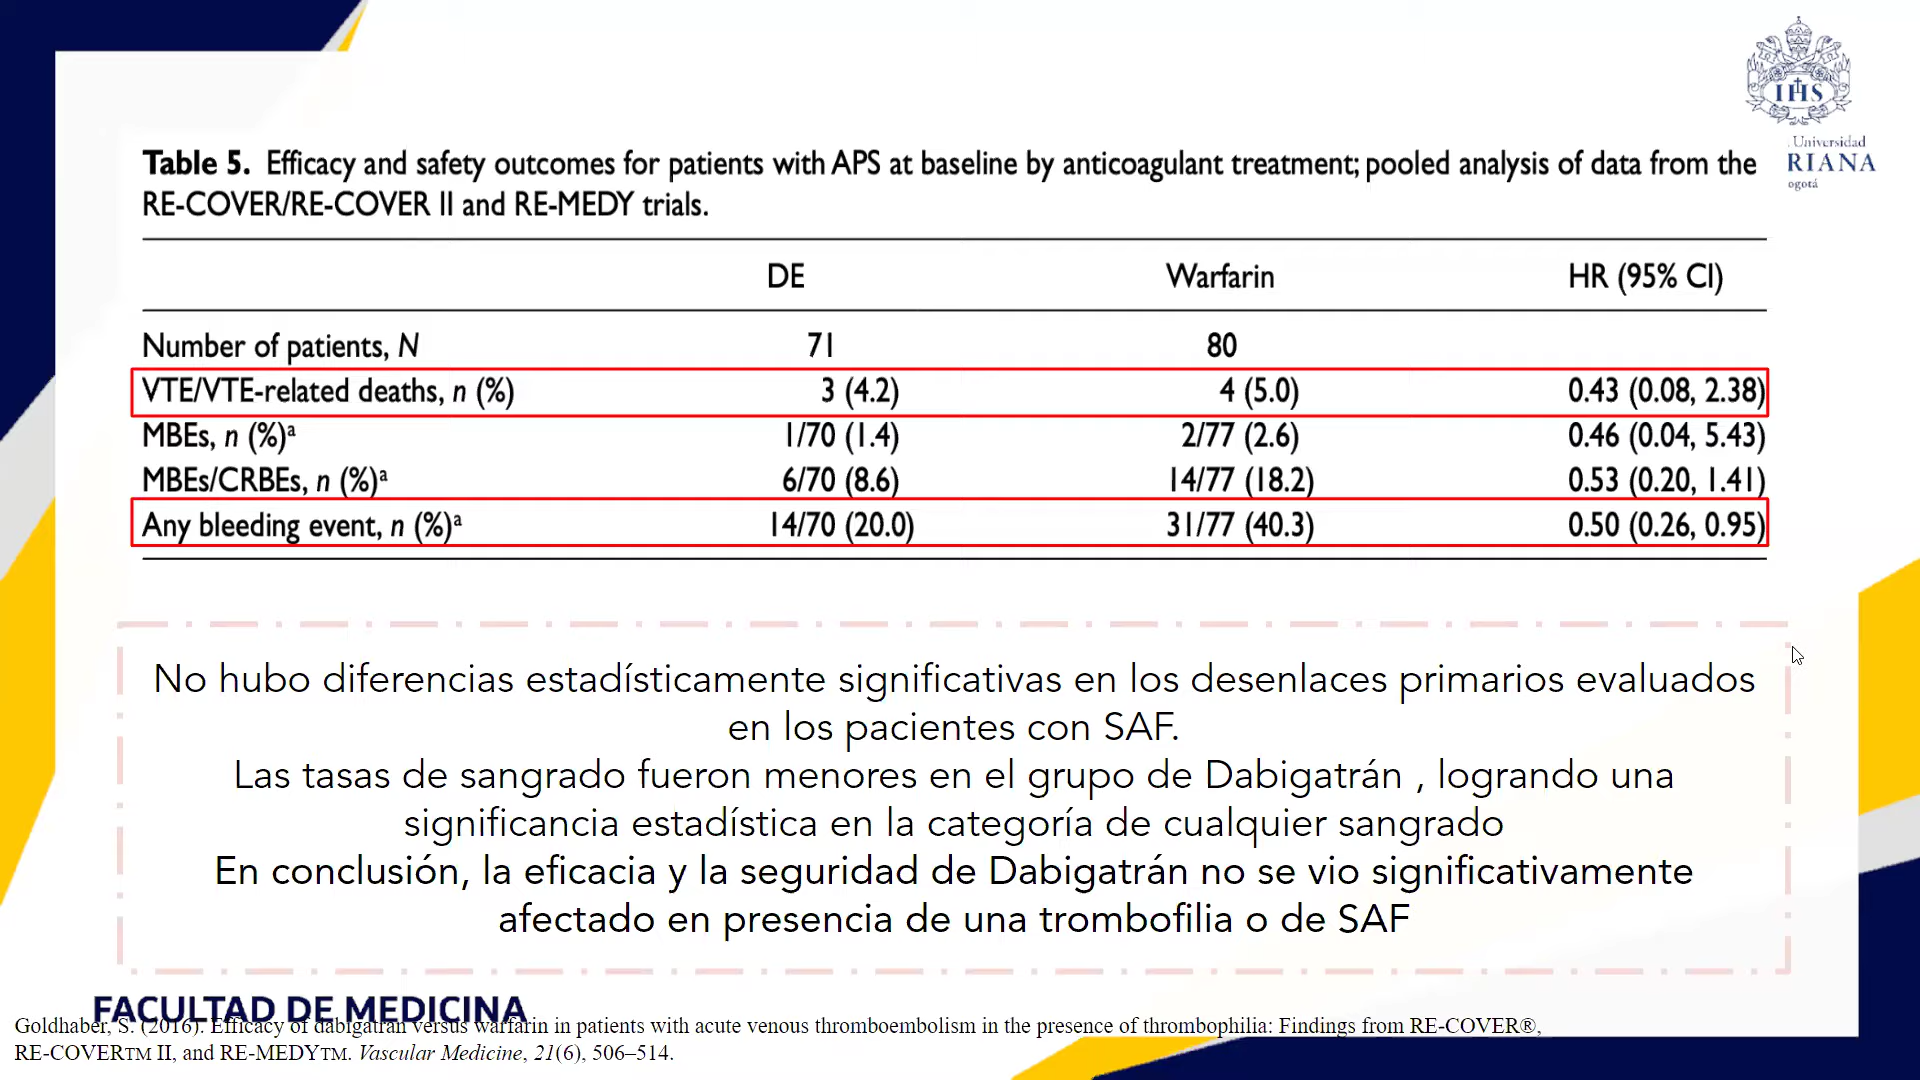 IHS
Universidad
RIANA
ogotá
Table 5. Efficacy and safety outcomes for patients with APS at baseline by anticoagulant treatment; pooled analysis of data from the
RE-COVER/RE-COVER II and RE-MEDY trials.
DE Warfarin HR (95% CI)
Number of patients, N 71 80
VTE/VTE-related deaths, n (%) 3 (4.2) 4 (5.0) 0.43 (0.08, 2.38)
MBEs, n (%)ᵃ 1/70 (1.4) 2/77 (2.6) 0.46 (0.04, 5.43)
MBEs/CRBEs, n (%)ᵃ 6/70 (8.6) 14/77 (18.2) 0.53 (0.20, 1.41)
Any bleeding event, n (%)ᵃ 14/70 (20.0) 31/77 (40.3) 0.50 (0.26, 0.95)
No hubo diferencias estadísticamente significativas en los desenlaces primarios evaluados
en los pacientes con SAF.
Las tasas de sangrado fueron menores en el grupo de Dabigatrán , logrando una
significancia estadística en la categoría de cualquier sangrado
En conclusión, la eficacia y la seguridad de Dabigatrán no se vio significativamente
afectado en presencia de una trombofilia o de SAF
FACULTAD DE MEDICINA
Goldhaber, S. (2016). Efficacy of dabigatran versus warfarin in patients with acute venous thromboembolism in the presence of thrombophilia: Findings from RE-COVER®,
RE-COVERTM II, and RE-MEDYTM. Vascular Medicine, 21(6), 506–514.